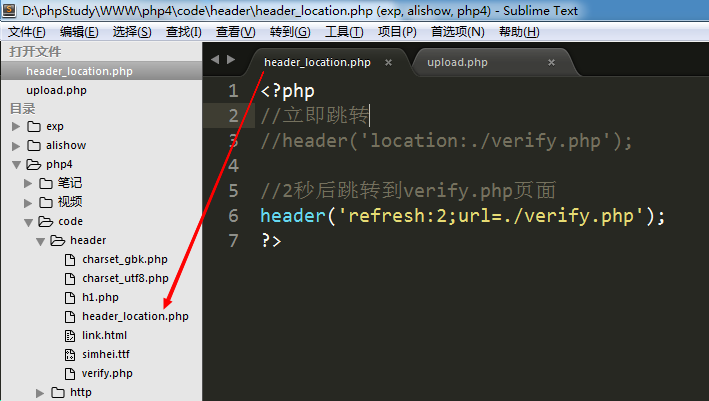 D:\phpStudy\WWW\php4\code\header\header_location.php (exp, alishow, php4) - Sublime Text
文件(F) 编辑(E) 选择(S) 查找(I) 查看(V) 转到(G) 工具(T) 项目(P) 首选项(N) 帮助(H)
打开文件
header_location.php
upload.php
目录
exp
alishow
php4
笔记
视频
code
header
charset_gbk.php
charset_utf8.php
h1.php
header_location.php
link.html
simhei.ttf
verify.php
http
header_location.php × upload.php ×
1 <?php
2 //立即跳转
3 //header('location:./verify.php');
4
5 //2秒后跳转到verify.php页面
6 header('refresh:2;url=./verify.php');
7 ?>